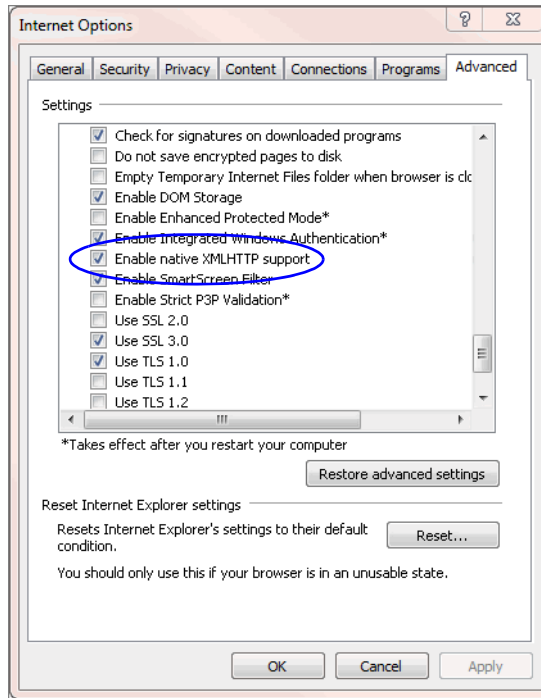 Internet Options
General Security Privacy Content Connections Programs Advanced
Settings
Check for signatures on downloaded programs
Do not save encrypted pages to disk
Empty Temporary Internet Files folder when browser is clc
Enable DOM Storage
Enable Enhanced Protected Mode*
Enable Integrated Windows Authentication*
Enable native XMLHTTP support
Enable SmartScreen Filter
Enable Strict P3P Validation*
Use SSL 2.0
Use SSL 3.0
Use TLS 1.0
Use TLS 1.1
Use TLS 1.2
*Takes effect after you restart your computer
Restore advanced settings
Reset Internet Explorer settings
Resets Internet Explorer's settings to their default
condition.
Reset...
You should only use this if your browser is in an unusable state.
OK Cancel Apply